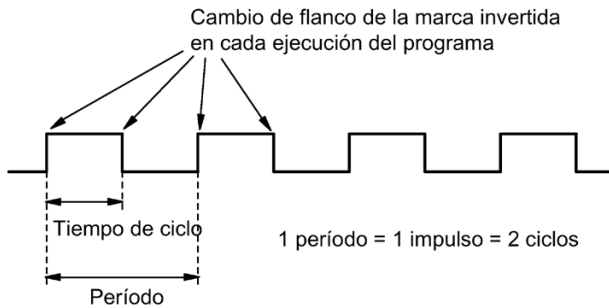 Cambio de flanco de la marca invertida
en cada ejecución del programa
Tiempo de ciclo
1 período = 1 impulso = 2 ciclos
Período